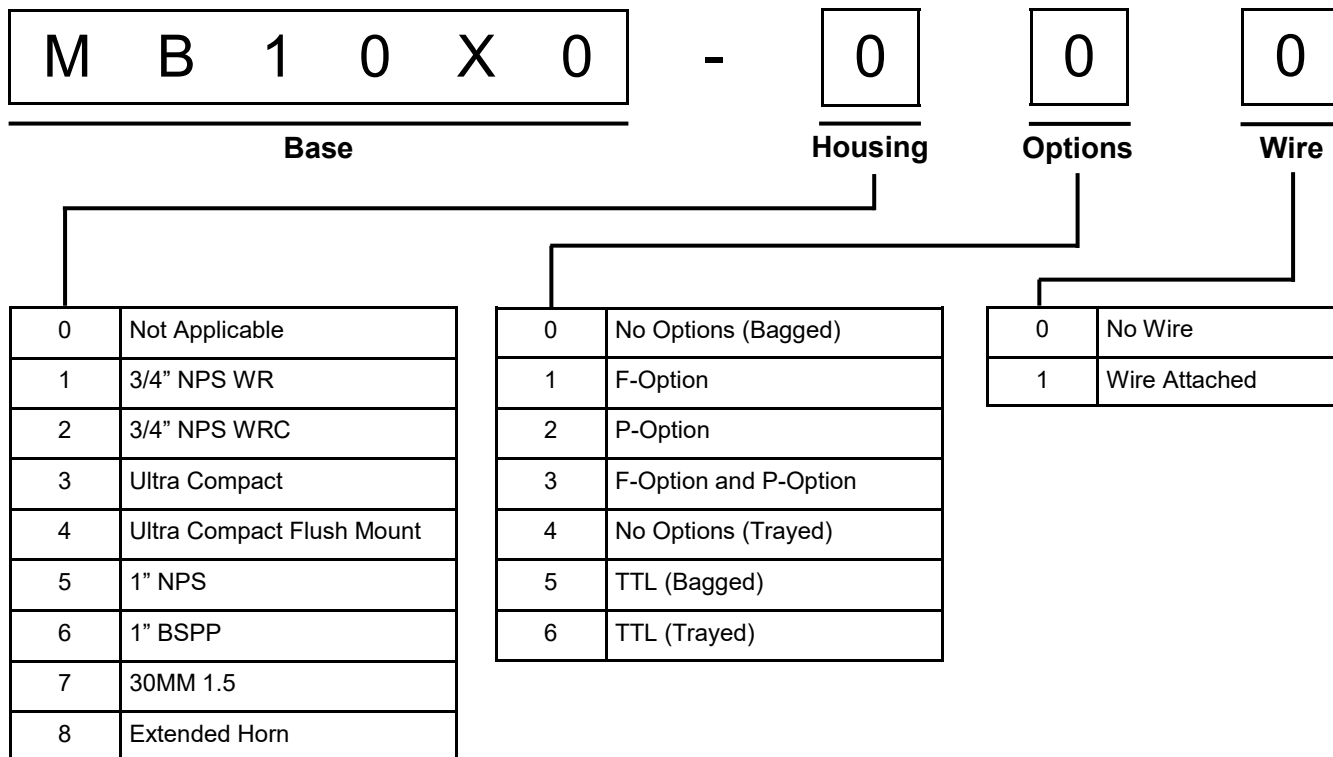 M B 1 0 X 0 - 0 0 0
Base Housing Options Wire
0 Not Applicable
1 3/4” NPS WR
2 3/4” NPS WRC
3 Ultra Compact
4 Ultra Compact Flush Mount
5 1” NPS
6 1” BSPP
7 30MM 1.5
8 Extended Horn
0 No Options (Bagged)
1 F-Option
2 P-Option
3 F-Option and P-Option
4 No Options (Trayed)
5 TTL (Bagged)
6 TTL (Trayed)
0 No Wire
1 Wire Attached